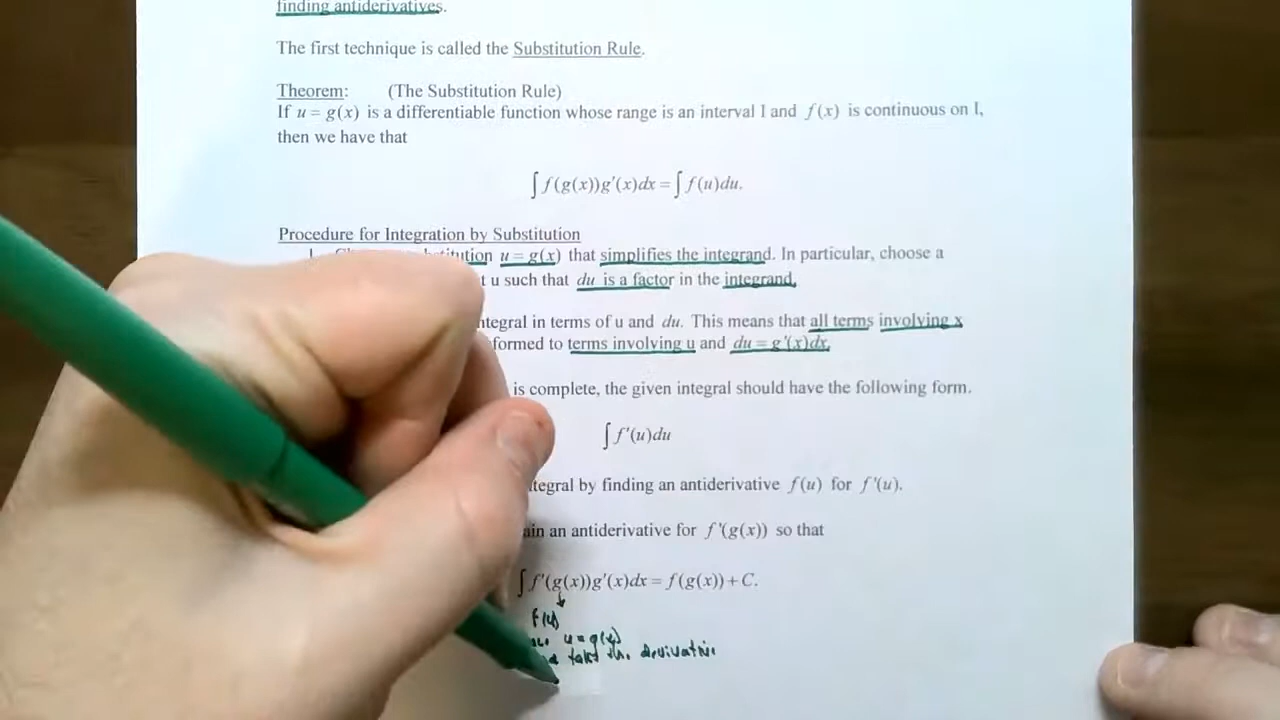 finding antiderivatives.
The first technique is called the Substitution Rule.
Theorem: (The Substitution Rule)
If u = g(x) is a differentiable function whose range is an interval I and f(x) is continuous on I,
then we have that
∫ f(g(x))g'(x)dx = ∫ f(u)du.
Procedure for Integration by Substitution
u = g(x) that simplifies the integrand. In particular, choose a
u such that du is a factor in the integrand.
in terms of u and du. This means that all terms involving x
to terms involving u and du = g'(x)dx.
is complete, the given integral should have the following form.
∫ f'(u)du
by finding an antiderivative f(u) for f'(u).
an antiderivative for f'(g(x)) so that
∫ f'(g(x))g'(x)dx = f(g(x)) + C.
f(u)
u = g(x)
take the derivative